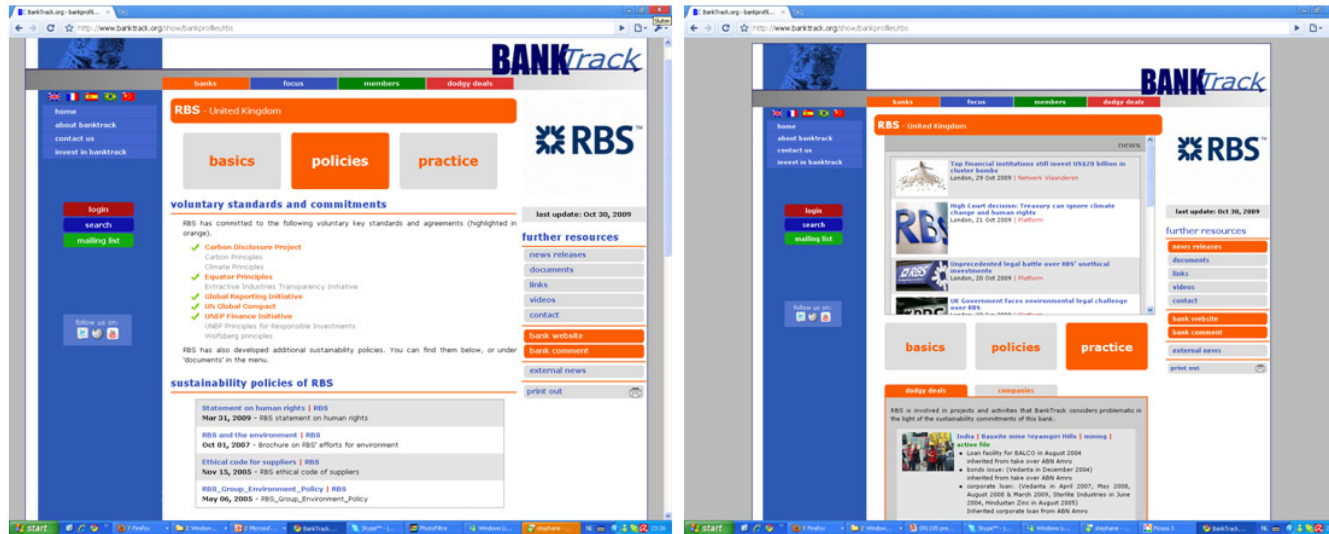 BankTrack.org - bankprofil...
Sluiten
http://www.banktrack.org/show/bankprofiles/rbs
BANKTrack
banks
focus
members
dodgy deals
home
about banktrack
contact us
invest in banktrack
login
search
mailing list
follow us on:
RBS - United Kingdom
basics
policies
practice
voluntary standards and commitments
RBS has committed to the following voluntary key standards and agreements (highlighted in
orange).
Carbon Disclosure Project
Carbon Principles
Climate Principles
Equator Principles
Extractive Industries Transparency Initiative
Global Reporting Initiative
UN Global Compact
UNEP Finance Initiative
UNEP Principles for Responsible Investments
Wolfsberg principles
RBS has also developed additional sustainability policies. You can find them below, or under
'documents' in the menu.
sustainability policies of RBS
Statement on human rights | RBS
Mar 31, 2009 - RBS statement on human rights
RBS and the environment | RBS
Oct 01, 2007 - Brochure on RBS' efforts for environment
Ethical code for suppliers | RBS
Nov 15, 2005 - RBS ethical code of suppliers
RBS_Group_Environment_Policy | RBS
May 06, 2005 - RBS_Group_Environment_Policy
RBS™
last update: Oct 30, 2009
further resources
news releases
documents
links
videos
contact
bank website
bank comment
external news
print out
start
BankTrack....
Skype™ - [...
PhotoFiltre
Windows Li...
stephane - ...
NL
23:26
BankTrack.org - bankprofil...
http://www.banktrack.org/show/bankprofiles/rbs
BANKTrack
banks
focus
members
dodgy deals
home
about banktrack
contact us
invest in banktrack
login
search
mailing list
follow us on:
RBS - United Kingdom
news
Top financial institutions still invest US$20 billion in
cluster bombs
London, 29 Oct 2009 | Netwerk Vlaanderen
High Court decision: Treasury can ignore climate
change and human rights
London, 21 Oct 2009 | Platform
Unprecedented legal battle over RBS' unethical
investments
London, 20 Oct 2009 | Platform
UK Government faces environmental legal challenge
over RBS
basics
policies
practice
dodgy deals
companies
RBS is involved in projects and activities that BankTrack considers problematic in
the light of the sustainability commitments of this bank.
India | Bauxite mine Niyamgiri Hills | mining |
active file
Loan facility for BALCO in August 2004
inherited from take over ABN Amro
bonds issue: (Vedanta in December 2004)
inherited from take over ABN Amro
corporate loan: (Vedanta in April 2007, May 2008,
August 2008 & March 2009, Sterlite Industries in June
2004, Hindustan Zinc in August 2005)
Inherited corporate loan from ABN Amro
RBS
last update: Oct 30, 2009
further resources
news releases
documents
links
videos
contact
bank website
bank comment
external news
print out
start
Windows Li...
stephane - ...
Picasa 3
BankTrack....
NL